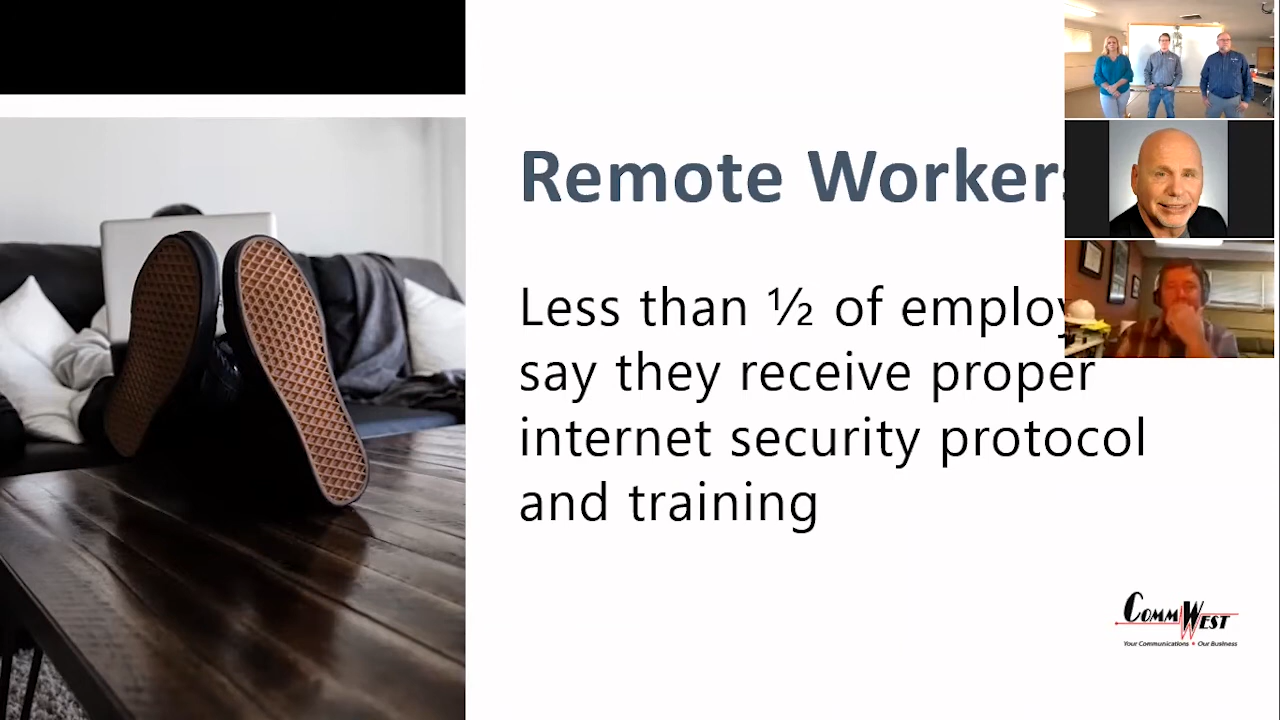 Remote Workers
Less than ½ of employ
say they receive proper
internet security protocol
and training
COMMWEST
Your Communications • Our Business